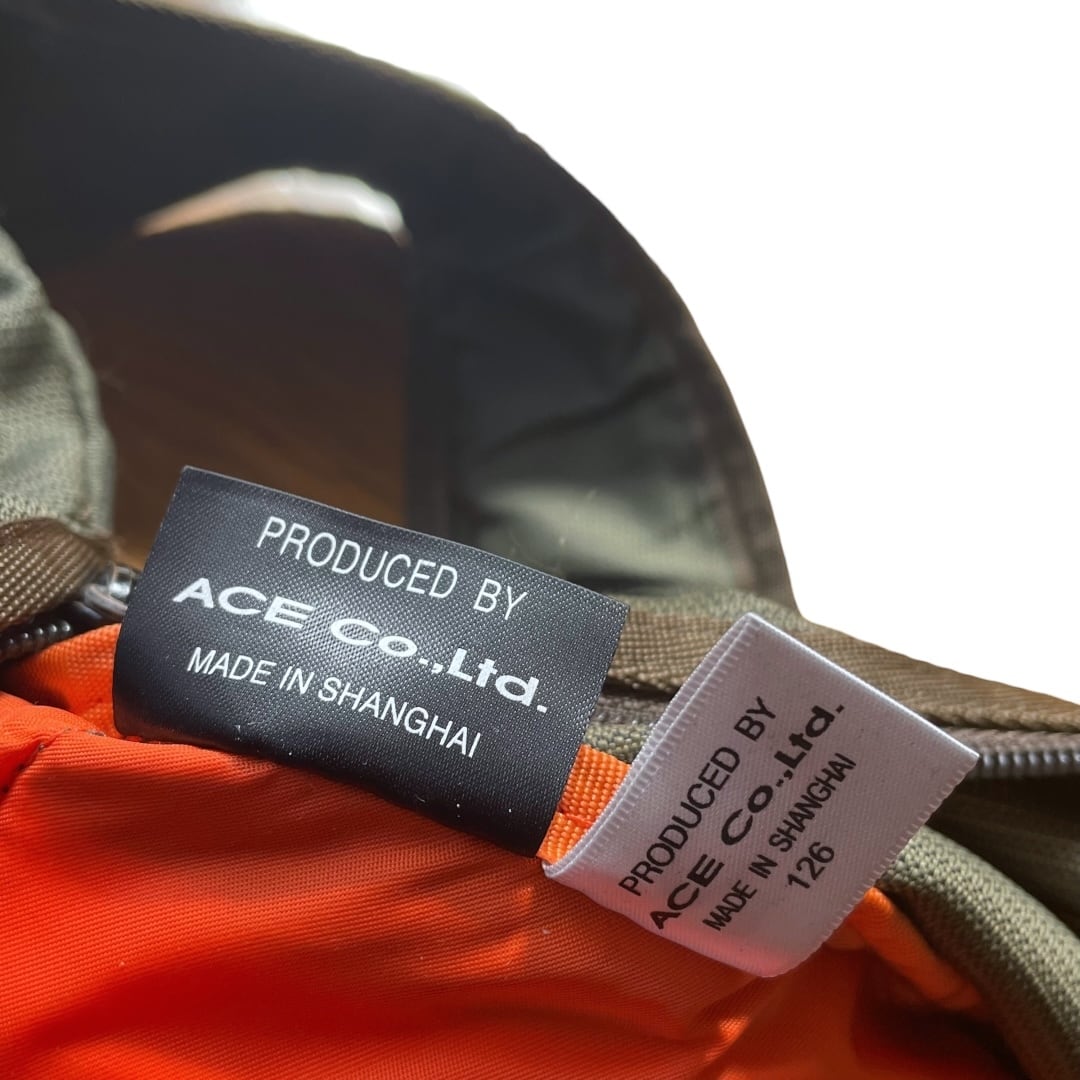 PRODUCED BY
ACE Co.,Ltd.
MADE IN SHANGHAI
PRODUCED BY
ACE Co.,Ltd.
MADE IN SHANGHAI
126